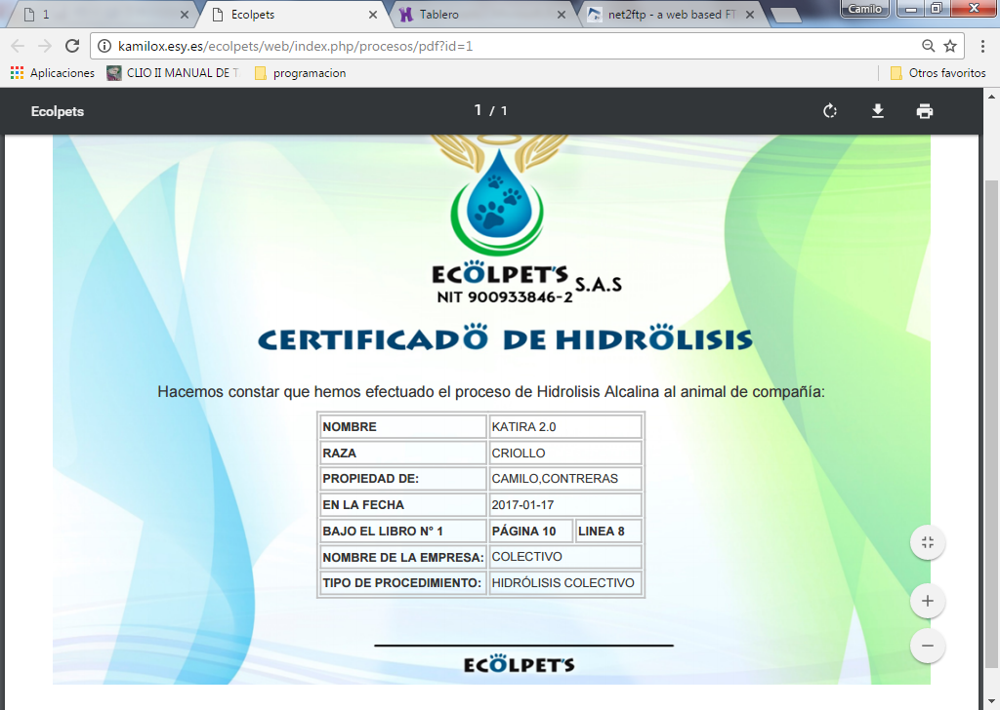 1
Ecolpets
Tablero
net2ftp - a web based FT
Camilo
kamilox.esy.es/ecolpets/web/index.php/procesos/pdf?id=1
Aplicaciones
CLIO II MANUAL DE T
programacion
Otros favoritos
Ecolpets
1 / 1
ECOLPET'S S.A.S
NIT 900933846-2
CERTIFICADO DE HIDROLISIS
Hacemos constar que hemos efectuado el proceso de Hidrolisis Alcalina al animal de compañía:
NOMBRE KATIRA 2.0
RAZA CRIOLLO
PROPIEDAD DE: CAMILO,CONTRERAS
EN LA FECHA 2017-01-17
BAJO EL LIBRO N° 1 PÁGINA 10 LINEA 8
NOMBRE DE LA EMPRESA: COLECTIVO
TIPO DE PROCEDIMIENTO: HIDRÓLISIS COLECTIVO
ECOLPET'S